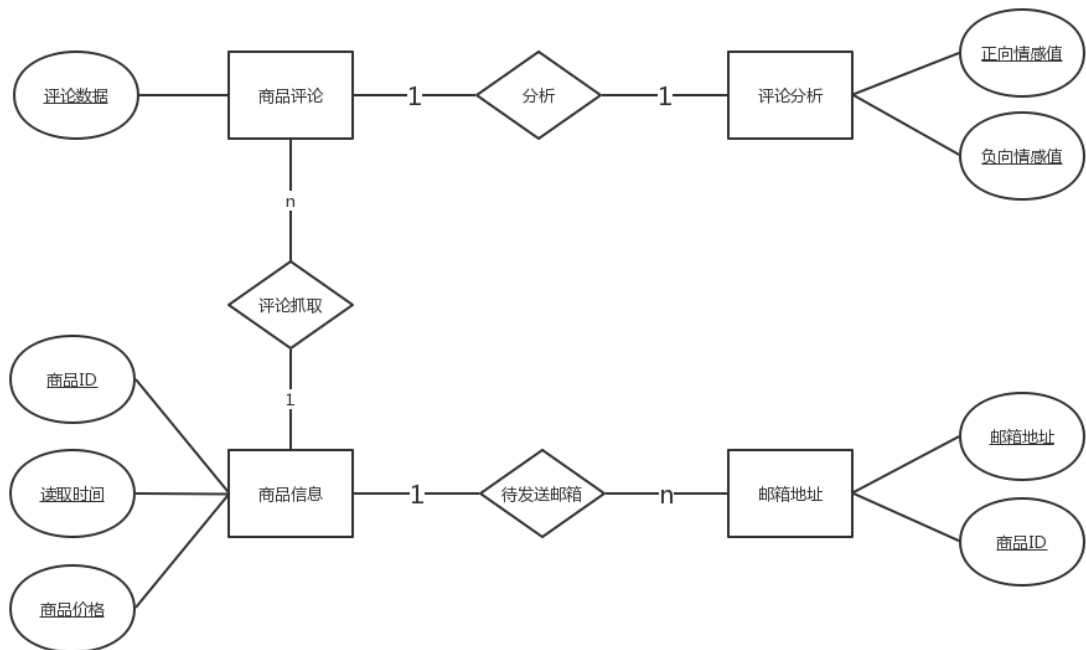 评论数据
商品评论
1
分析
1
评论分析
正向情感值
负向情感值
n
评论抓取
1
商品ID
读取时间
商品价格
商品信息
1
待发送邮箱
n
邮箱地址
邮箱地址
商品ID